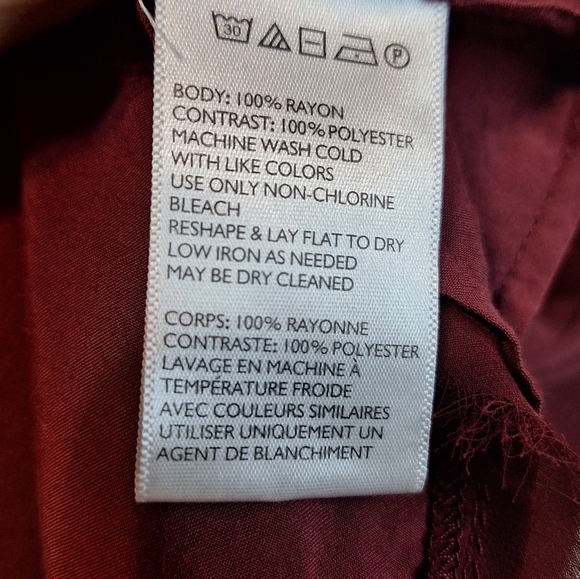 30 P
BODY: 100% RAYON
CONTRAST: 100% POLYESTER
MACHINE WASH COLD
WITH LIKE COLORS
USE ONLY NON-CHLORINE
BLEACH
RESHAPE & LAY FLAT TO DRY
LOW IRON AS NEEDED
MAY BE DRY CLEANED
CORPS: 100% RAYONNE
CONTRASTE: 100% POLYESTER
LAVAGE EN MACHINE À
TEMPÉRATURE FROIDE
AVEC COULEURS SIMILAIRES
UTILISER UNIQUEMENT UN
AGENT DE BLANCHIMENT